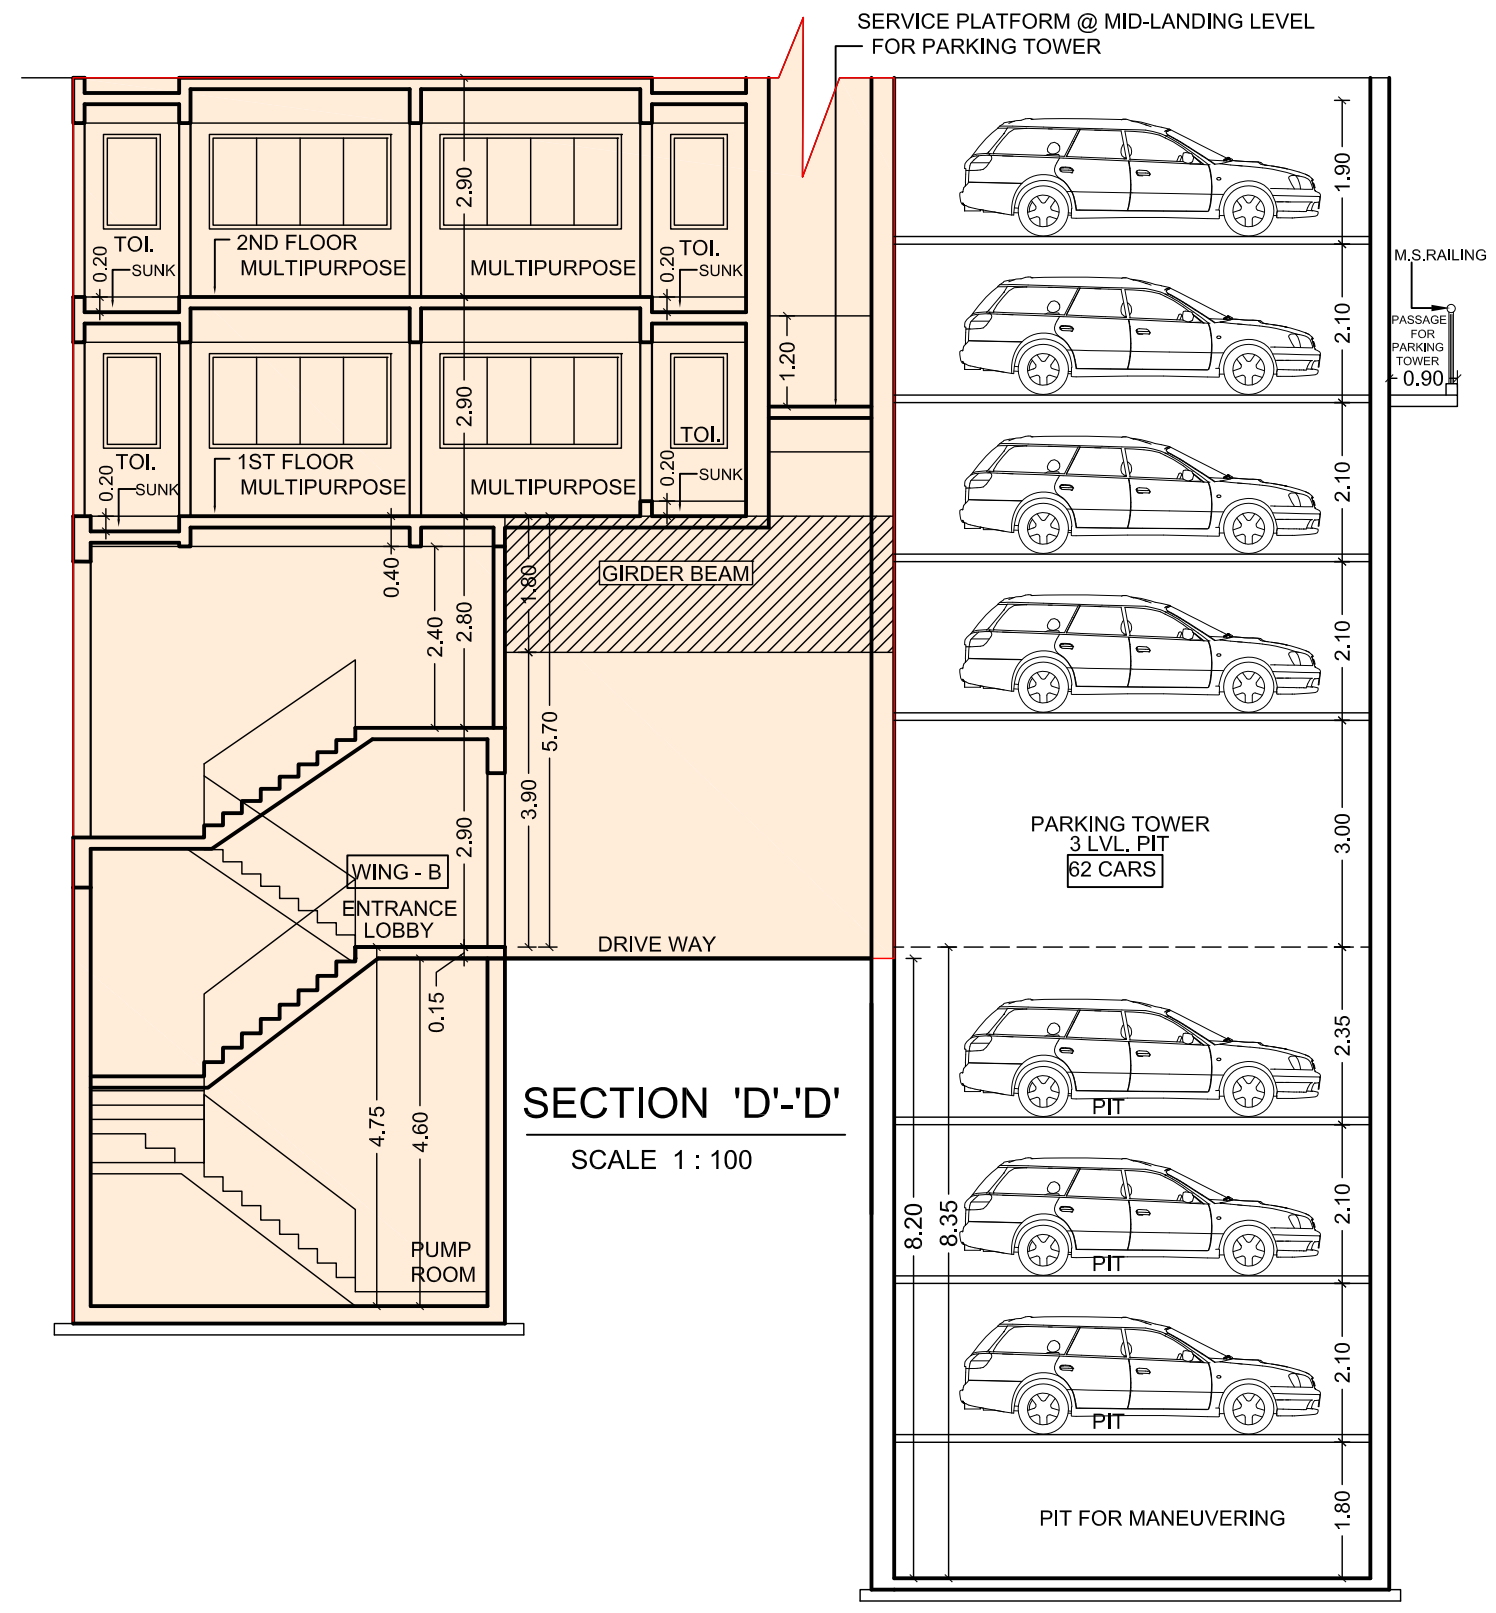 SERVICE PLATFORM @ MID-LANDING LEVEL
FOR PARKING TOWER
2.90
1.90
TOI.
2ND FLOOR
TOI.
0.20
SUNK
MULTIPURPOSE
MULTIPURPOSE
0.20
SUNK
M.S.RAILING
2.10
PASSAGE
FOR
PARKING
TOWER
0.90
1.20
2.90
TOI.
TOI.
1ST FLOOR
0.20
SUNK
MULTIPURPOSE
MULTIPURPOSE
0.20
SUNK
2.10
0.40
1.80
GIRDER BEAM
2.40
2.80
2.10
5.70
3.90
2.90
PARKING TOWER
3 LVL. PIT
62 CARS
3.00
WING - B
ENTRANCE
LOBBY
DRIVE WAY
0.15
2.35
SECTION 'D'-'D'
SCALE 1 : 100
4.75
4.60
PIT
8.20
8.35
2.10
PUMP
ROOM
PIT
2.10
PIT
PIT FOR MANEUVERING
1.80